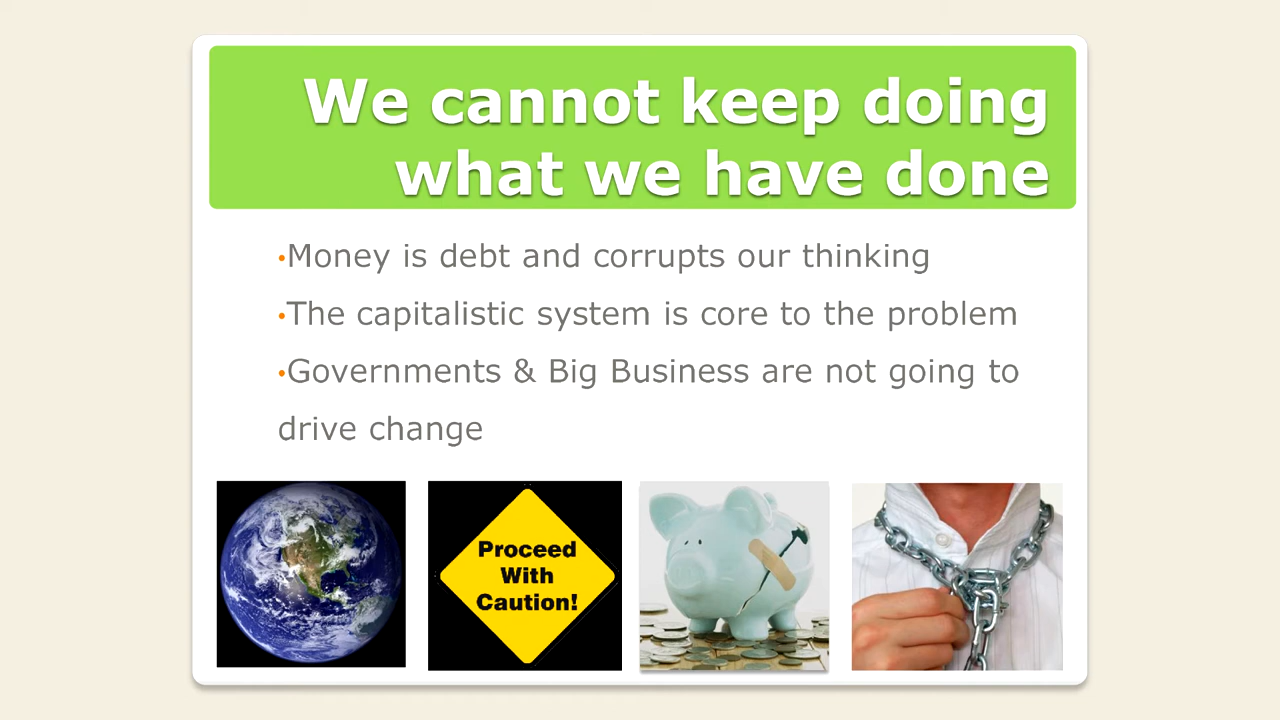 We cannot keep doing
what we have done
•Money is debt and corrupts our thinking
•The capitalistic system is core to the problem
•Governments & Big Business are not going to
drive change
Proceed
With
Caution!